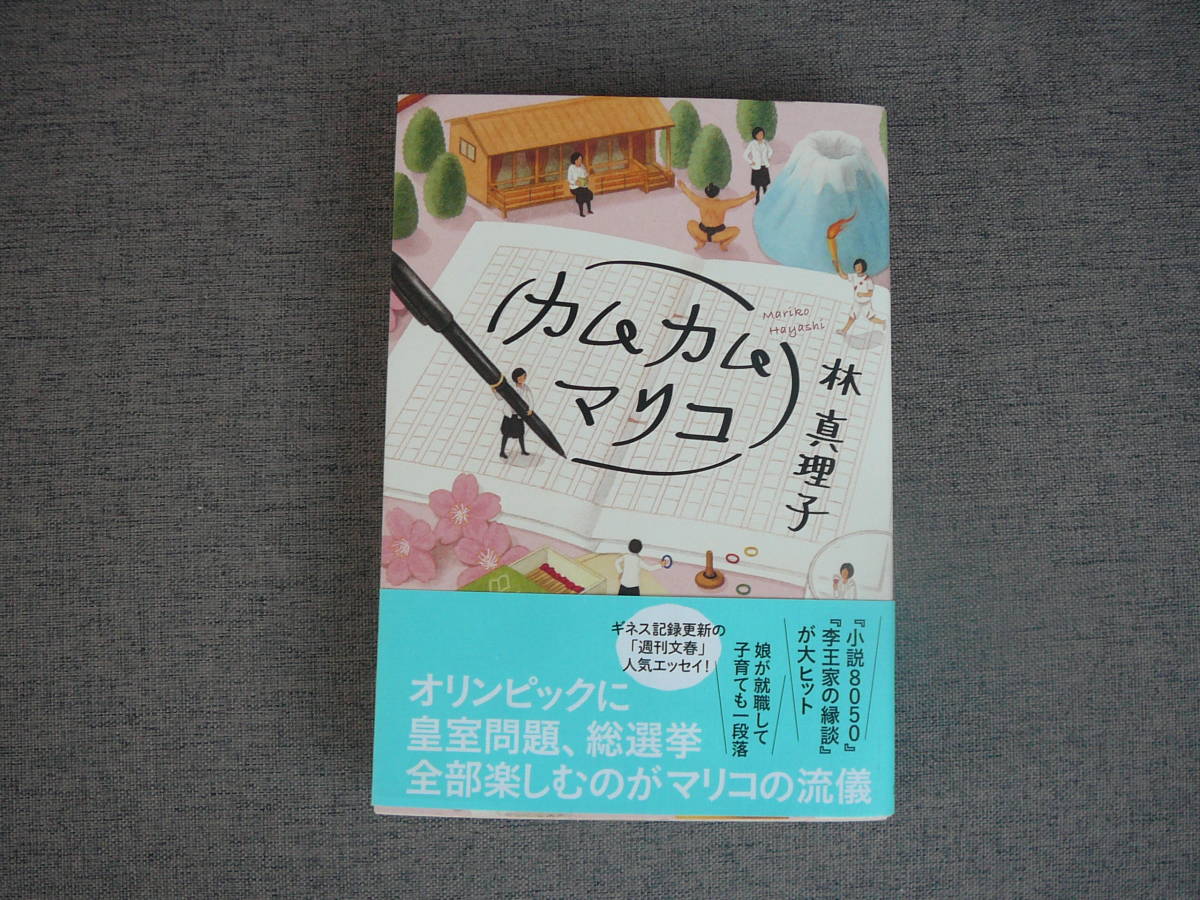 カムカム
マリコ
Mariko
Hayashi
林真理子
ギネス記録更新の
「週刊文春」
人気エッセイ!
『小説8050』
『李王家の縁談』
が大ヒット
娘が就職して
子育ても一段落
オリンピックに
皇室問題、総選挙
全部楽しむのがマリコの流儀